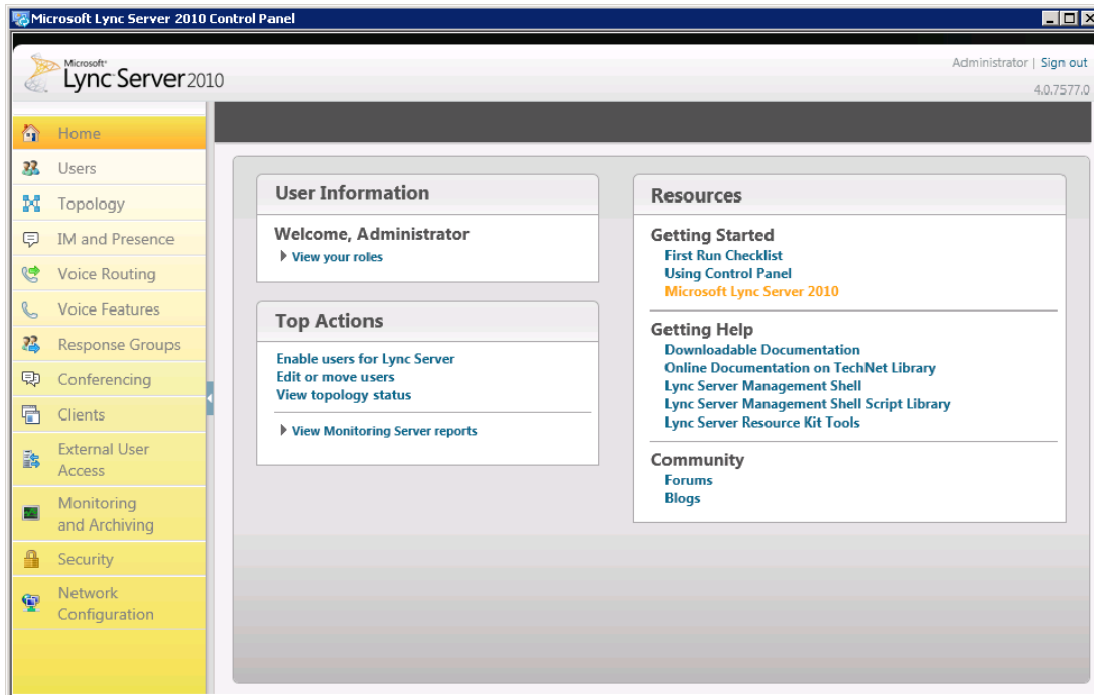 Microsoft Lync Server 2010 Control Panel
Microsoft®
Lync Server 2010
Administrator | Sign out
4.0.7577.0
Home
Users
Topology
IM and Presence
Voice Routing
Voice Features
Response Groups
Conferencing
Clients
External User
Access
Monitoring
and Archiving
Security
Network
Configuration
User Information
Welcome, Administrator
View your roles
Top Actions
Enable users for Lync Server
Edit or move users
View topology status
View Monitoring Server reports
Resources
Getting Started
First Run Checklist
Using Control Panel
Microsoft Lync Server 2010
Getting Help
Downloadable Documentation
Online Documentation on TechNet Library
Lync Server Management Shell
Lync Server Management Shell Script Library
Lync Server Resource Kit Tools
Community
Forums
Blogs